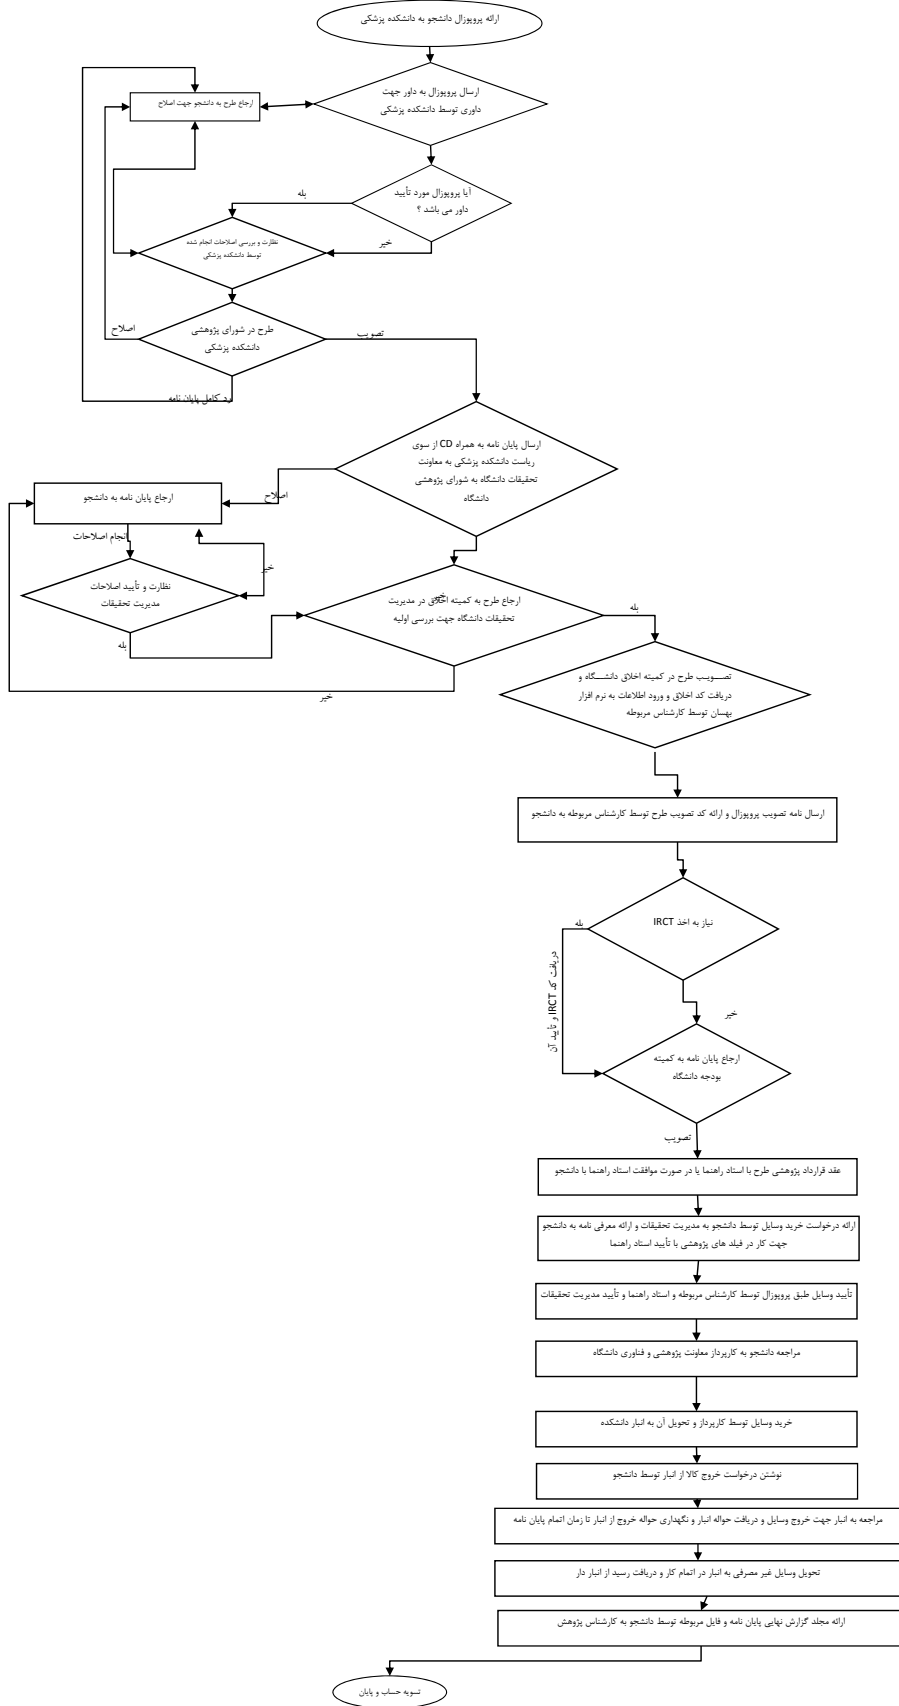 ارائه پروپوزال دانشجو به دانشکده پزشکی
ارسال پروپوزال به داور جهت
داوری توسط دانشکده پزشکی
ارجاع طرح به دانشجو جهت اصلاح
آیا پروپوزال مورد تأیید
داور می باشد ؟
بله
خیر
نظارت و بررسی اصلاحات انجام شده
توسط دانشکده پزشکی
طرح در شورای پژوهشی
دانشکده پزشکی
اصلاح
تصویب
رد کامل پایان نامه
ارسال پایان نامه به همراه CD از سوی
ریاست دانشکده پزشکی به معاونت
تحقیقات دانشگاه به شورای پژوهشی
دانشگاه
اصلاح
ارجاع پایان نامه به دانشجو
انجام اصلاحات
خیر
نظارت و تأیید اصلاحات
مدیریت تحقیقات
بله
خیر
ارجاع طرح به کمیته اخلاق در مدیریت
تحقیقات دانشگاه جهت بررسی اولیه
بله
خیر
تصـــویـب طرح در کمیته اخلاق دانشـــگاه و
دریافت کد اخلاق و ورود اطلاعات به نرم افزار
بهسان توسط کارشناس مربوطه
ارسال نامه تصویب پروپوزال و ارائه کد تصویب طرح توسط کارشناس مربوطه به دانشجو
نیاز به اخذ IRCT
بله
دریافت کد IRCT و تأیید آن
خیر
ارجاع پایان نامه به کمیته
بودجه دانشگاه
تصویب
عقد قرارداد پژوهشی طرح با استاد راهنما یا در صورت موافقت استاد راهنما با دانشجو
ارائه درخواست خرید وسایل توسط دانشجو به مدیریت تحقیقات و ارائه معرفی نامه به دانشجو
جهت کار در فیلد های پژوهشی با تأیید استاد راهنما
تأیید وسایل طبق پروپوزال توسط کارشناس مربوطه و استاد راهنما و تأیید مدیریت تحقیقات
مراجعه دانشجو به کارپرداز معاونت پژوهشی و فناوری دانشگاه
خرید وسایل توسط کارپرداز و تحویل آن به انبار دانشکده
نوشتن درخواست خروج کالا از انبار توسط دانشجو
مراجعه به انبار جهت خروج وسایل و دریافت حواله انبار و نگهداری حواله خروج از انبار تا زمان اتمام پایان نامه
تحویل وسایل غیر مصرفی به انبار در اتمام کار و دریافت رسید از انبار دار
ارائه مجلد گزارش نهایی پایان نامه و فایل مربوطه توسط دانشجو به کارشناس پژوهش
تسویه حساب و پایان